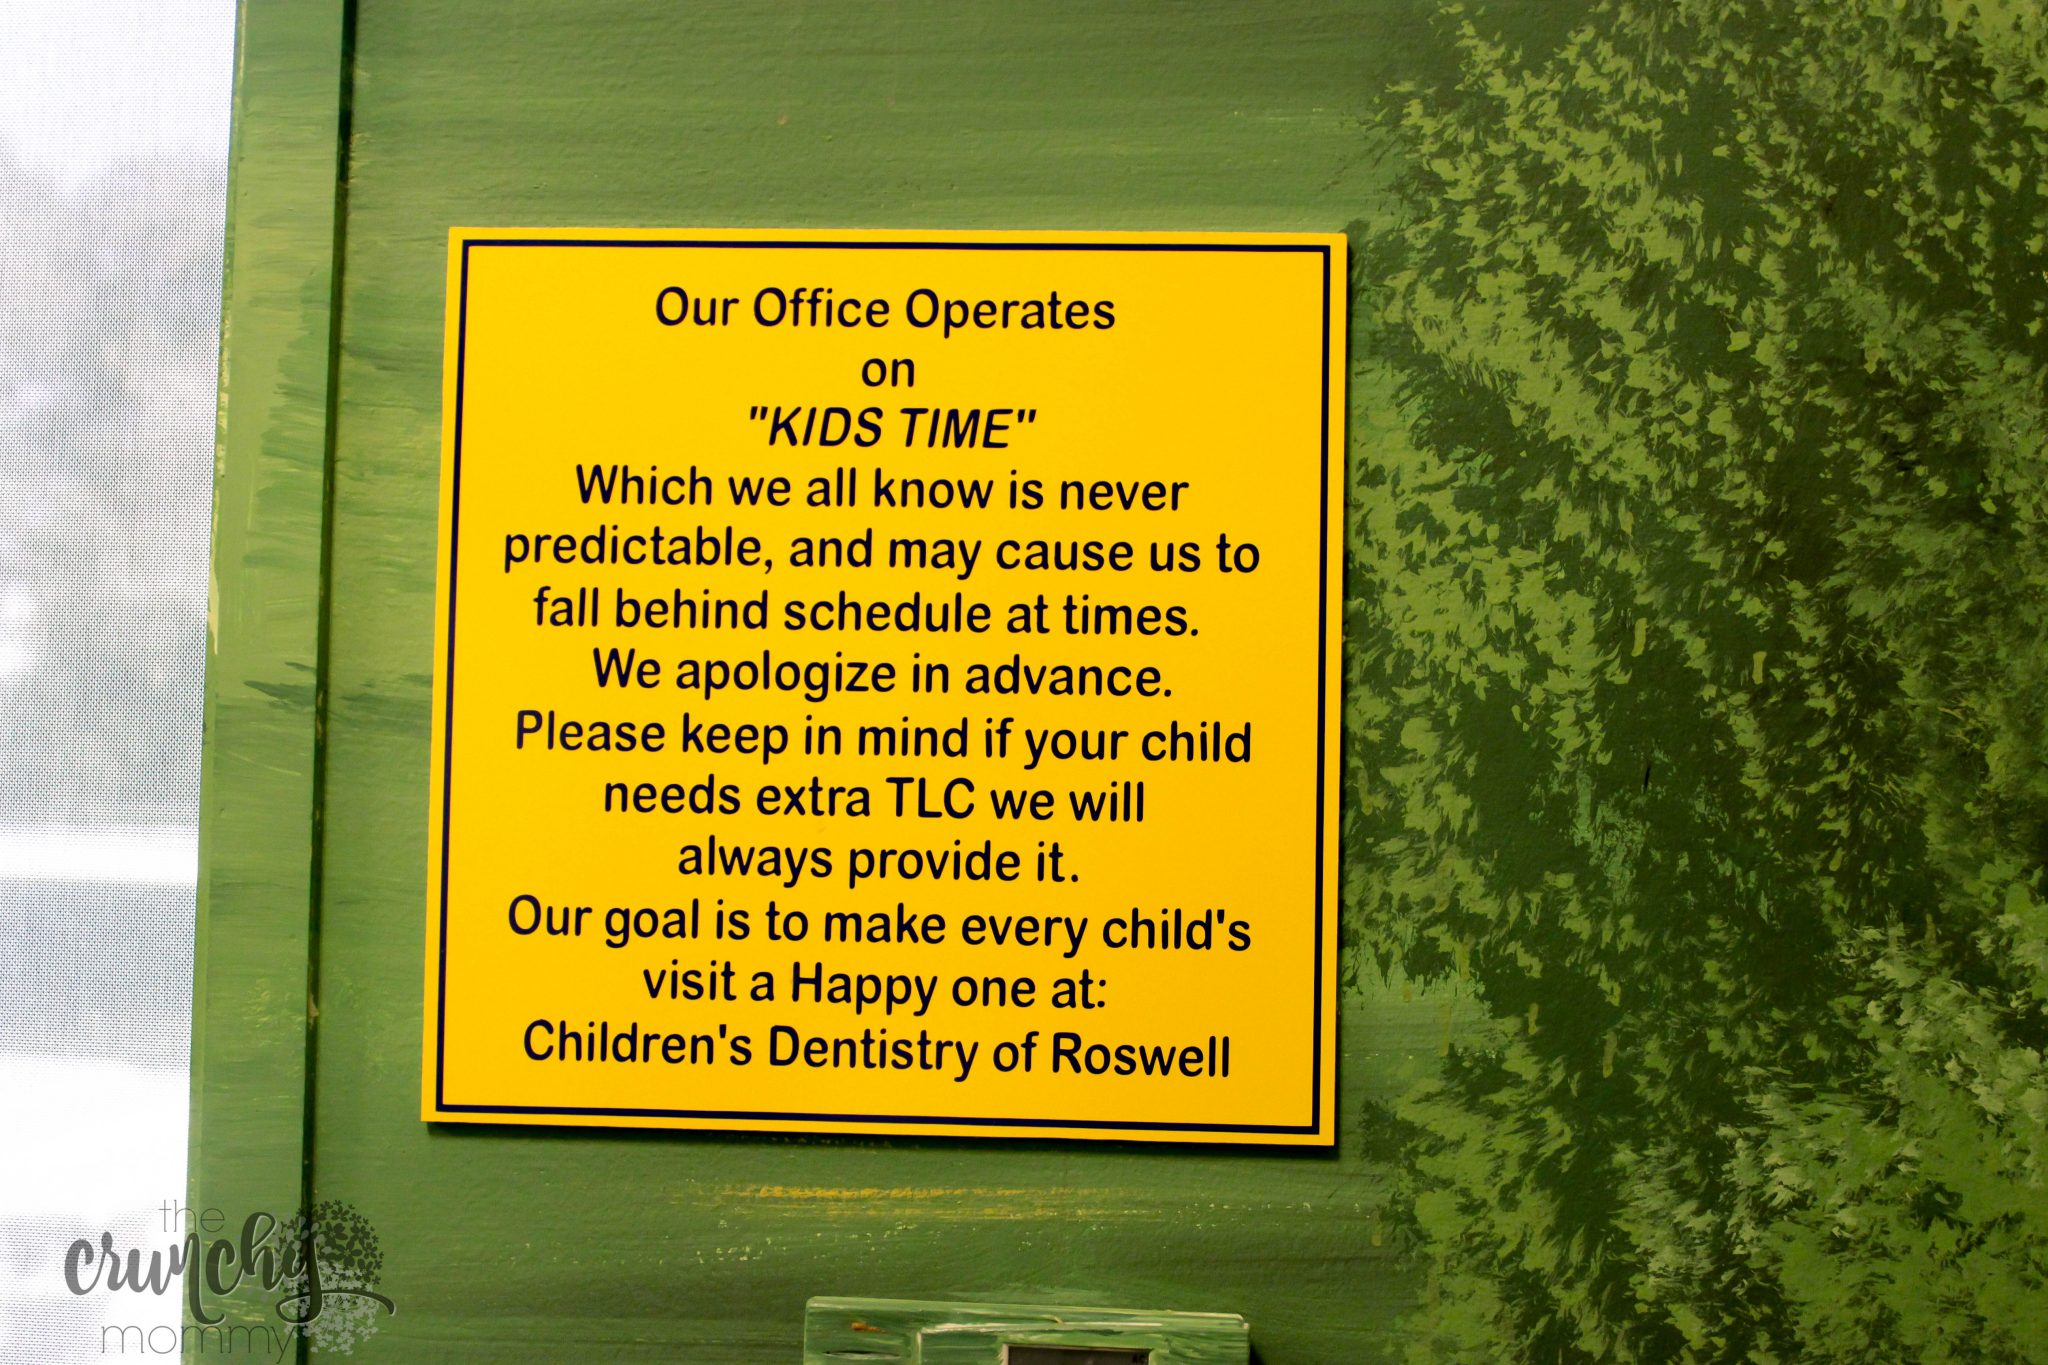 Our Office Operates
on
"KIDS TIME"
Which we all know is never
predictable, and may cause us to
fall behind schedule at times.
We apologize in advance.
Please keep in mind if your child
needs extra TLC we will
always provide it.
Our goal is to make every child's
visit a Happy one at:
Children's Dentistry of Roswell
the
crunchy
mommy